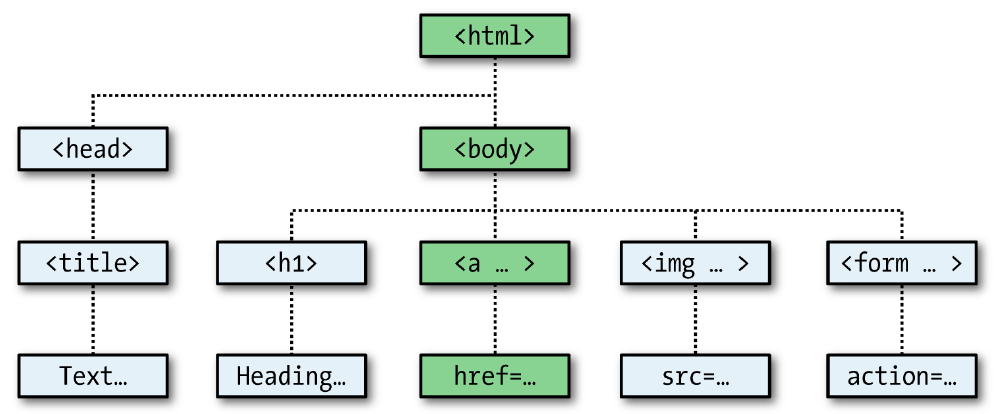 <html>
<head>
<body>
<title>
<h1>
<a … >
<img … >
<form … >
Text…
Heading…
href=…
src=…
action=…